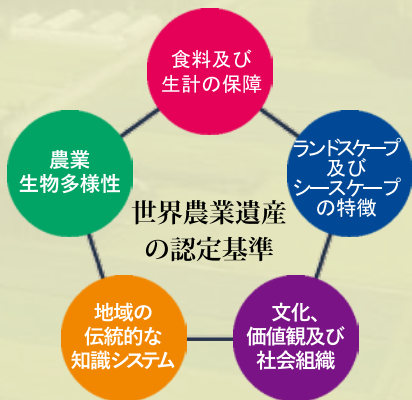 食料及び
生計の保障
農業
生物多様性
ランドスケープ
及び
シースケープ
の特徴
世界農業遺産
の認定基準
地域の
伝統的な
知識システム
文化、
価値観及び
社会組織